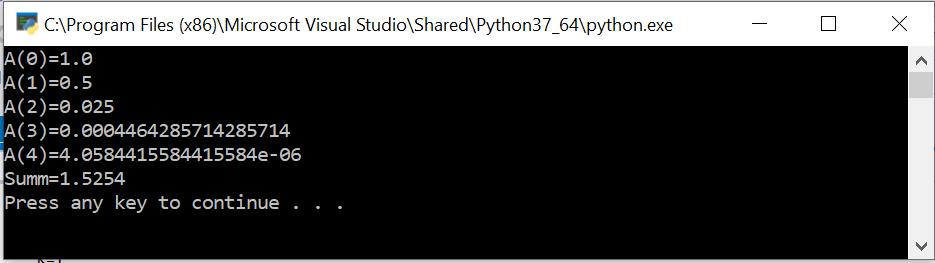 C:\Program Files (x86)\Microsoft Visual Studio\Shared\Python37_64\python.exe
A(0)=1.0
A(1)=0.5
A(2)=0.025
A(3)=0.0004464285714285714
A(4)=4.0584415584415584e-06
Summ=1.5254
Press any key to continue . . .